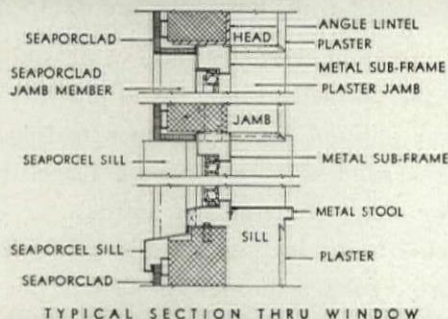 ANGLE LINTEL
HEAD
PLASTER
SEAPORCLAD
METAL SUB-FRAME
SEAPORCLAD
JAMB MEMBER
PLASTER JAMB
JAMB
SEAPORCEL SILL
METAL SUB-FRAME
METAL STOOL
SILL
SEAPORCEL SILL
PLASTER
SEAPORCLAD
TYPICAL SECTION THRU WINDOW